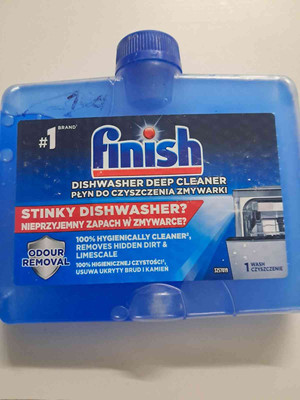 #1 BRAND¹
finish
DISHWASHER DEEP CLEANER
PŁYN DO CZYSZCZENIA ZMYWARKI
STINKY DISHWASHER?
NIEPRZYJEMNY ZAPACH W ZMYWARCE?
ODOUR
REMOVAL
100% HYGIENICALLY CLEANER²,
REMOVES HIDDEN DIRT &
LIMESCALE
100% HIGIENICZNEJ CZYSTOŚCI²,
USUWA UKRYTY BRUD I KAMIEŃ
1 WASH
CZYSZCZENIE